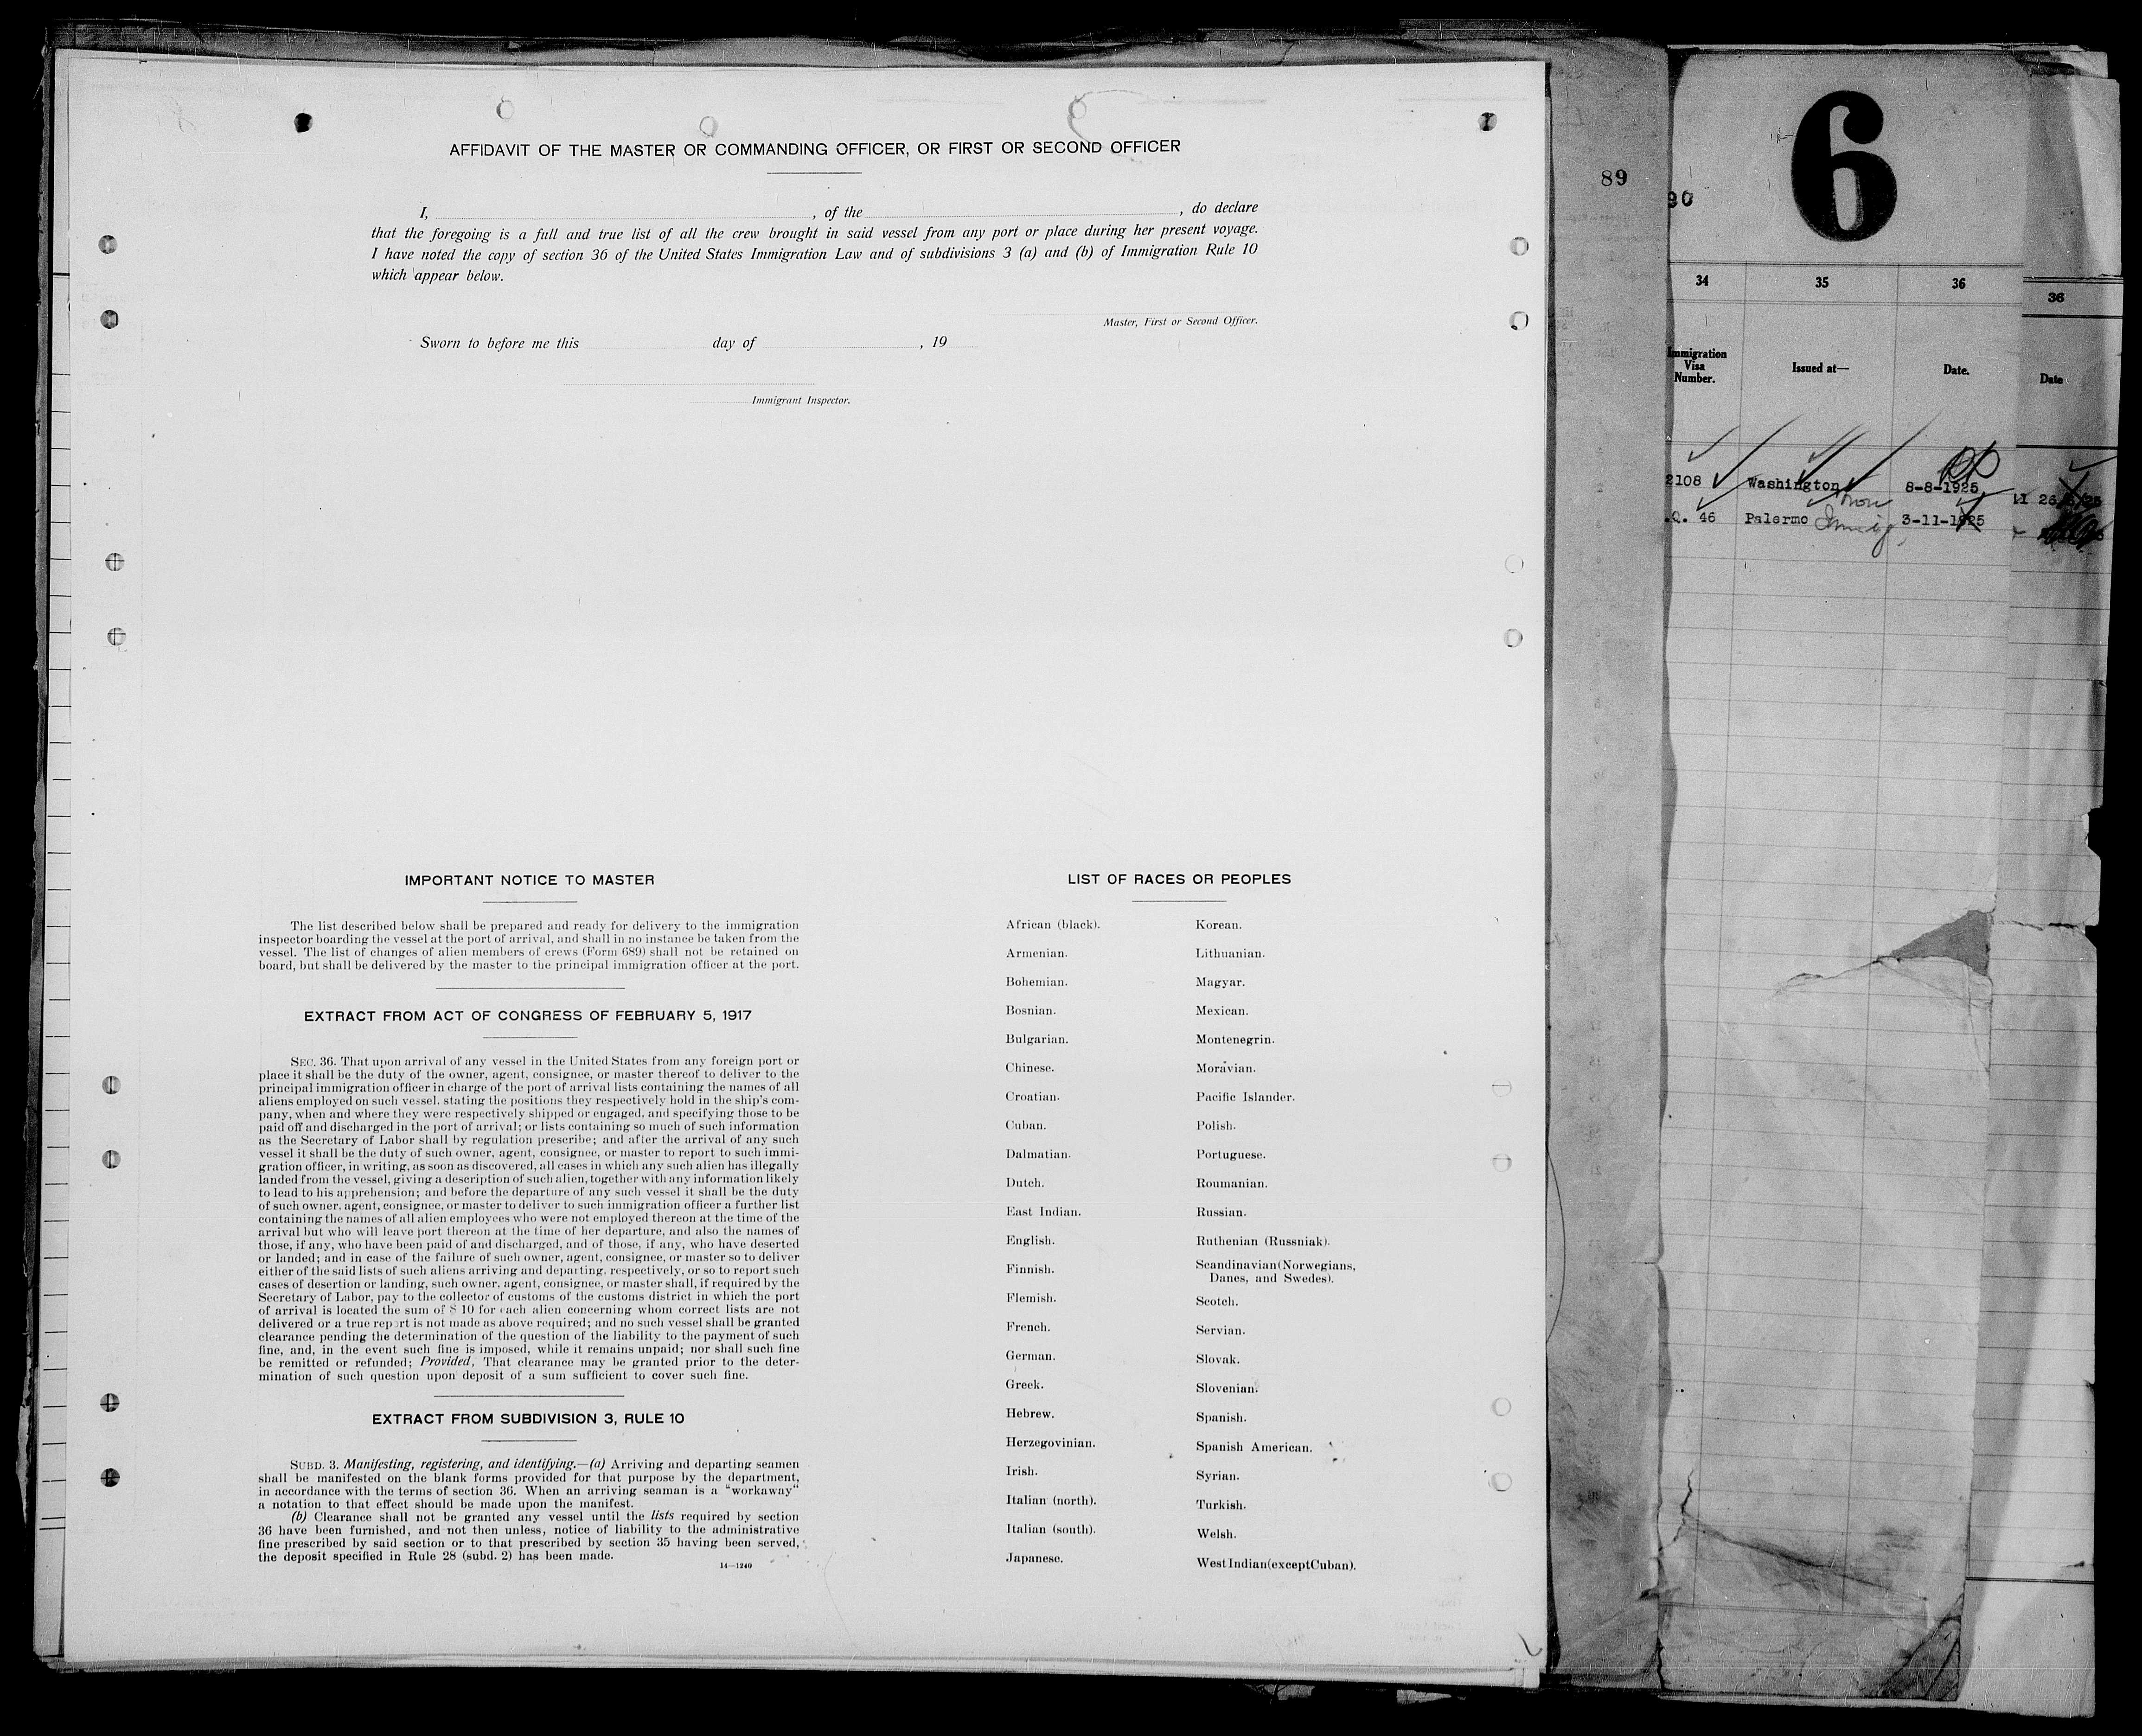 AFFIDAVIT OF THE MASTER OR COMMANDING OFFICER, OR FIRST OR SECOND OFFICER
I, , of the , do declare
that the foregoing is a full and true list of all the crew brought in said vessel from any port or place during her present voyage.
I have noted the copy of section 36 of the United States Immigration Law and of subdivisions 3 (a) and (b) of Immigration Rule 10
which appear below.
Master, First or Second Officer.
Sworn to before me this day of , 19
Immigrant Inspector.
IMPORTANT NOTICE TO MASTER
The list described below shall be prepared and ready for delivery to the immigration
inspector boarding the vessel at the port of arrival, and shall in no instance be taken from the
vessel. The list of changes of alien members of crews (Form 689) shall not be retained on
board, but shall be delivered by the master to the principal immigration officer at the port.
EXTRACT FROM ACT OF CONGRESS OF FEBRUARY 5, 1917
SEC. 36. That upon arrival of any vessel in the United States from any foreign port or
place it shall be the duty of the owner, agent, consignee, or master thereof to deliver to the
principal immigration officer in charge of the port of arrival lists containing the names of all
aliens employed on such vessel, stating the positions they respectively hold in the ship's com-
pany, when and where they were respectively shipped or engaged, and specifying those to be
paid off and discharged in the port of arrival; or lists containing so much of such information
as the Secretary of Labor shall by regulation prescribe; and after the arrival of any such
vessel it shall be the duty of such owner, agent, consignee, or master to report to such immi-
gration officer, in writing, as soon as discovered, all cases in which any such alien has illegally
landed from the vessel, giving a description of such alien, together with any information likely
to lead to his apprehension; and before the departure of any such vessel it shall be the duty
of such owner, agent, consignee, or master to deliver to such immigration officer a further list
containing the names of all alien employees who were not employed thereon at the time of the
arrival but who will leave port thereon at the time of her departure, and also the names of
those, if any, who have been paid of and discharged, and of those, if any, who have deserted
or landed; and in case of the failure of such owner, agent, consignee, or master so to deliver
either of the said lists of such aliens arriving and departing, respectively, or so to report such
cases of desertion or landing, such owner, agent, consignee, or master shall, if required by the
Secretary of Labor, pay to the collector of customs of the customs district in which the port
of arrival is located the sum of $ 10 for each alien concerning whom correct lists are not
delivered or a true report is not made as above required; and no such vessel shall be granted
clearance pending the determination of the question of the liability to the payment of such
fine, and, in the event such fine is imposed, while it remains unpaid; nor shall such fine
be remitted or refunded; Provided, That clearance may be granted prior to the deter-
mination of such question upon deposit of a sum sufficient to cover such fine.
EXTRACT FROM SUBDIVISION 3, RULE 10
SUBD. 3. Manifesting, registering, and identifying.—(a) Arriving and departing seamen
shall be manifested on the blank forms provided for that purpose by the department,
in accordance with the terms of section 36. When an arriving seaman is a "workaway"
a notation to that effect should be made upon the manifest.
(b) Clearance shall not be granted any vessel until the lists required by section
36 have been furnished, and not then unless, notice of liability to the administrative
fine prescribed by said section or to that prescribed by section 35 having been served,
the deposit specified in Rule 28 (subd. 2) has been made.
14—1240
LIST OF RACES OR PEOPLES
African (black).
Armenian.
Bohemian.
Bosnian.
Bulgarian.
Chinese.
Croatian.
Cuban.
Dalmatian.
Dutch.
East Indian.
English.
Finnish.
Flemish.
French.
German.
Greek.
Hebrew.
Herzegovinian.
Irish.
Italian (north).
Italian (south).
Japanese.
Korean.
Lithuanian.
Magyar.
Mexican.
Montenegrin.
Moravian.
Pacific Islander.
Polish.
Portuguese.
Roumanian.
Russian.
Ruthenian (Russniak).
Scandinavian (Norwegians,
Danes, and Swedes).
Scotch.
Servian.
Slovak.
Slovenian.
Spanish.
Spanish American.
Syrian.
Turkish.
Welsh.
West Indian (except Cuban).
89
90
6
34 35 36
Immigration
Visa
Number.
Issued at—
Date.
2108 Washington 8-8-1925
.Q. 46 Palermo 3-11-1925
36
Date